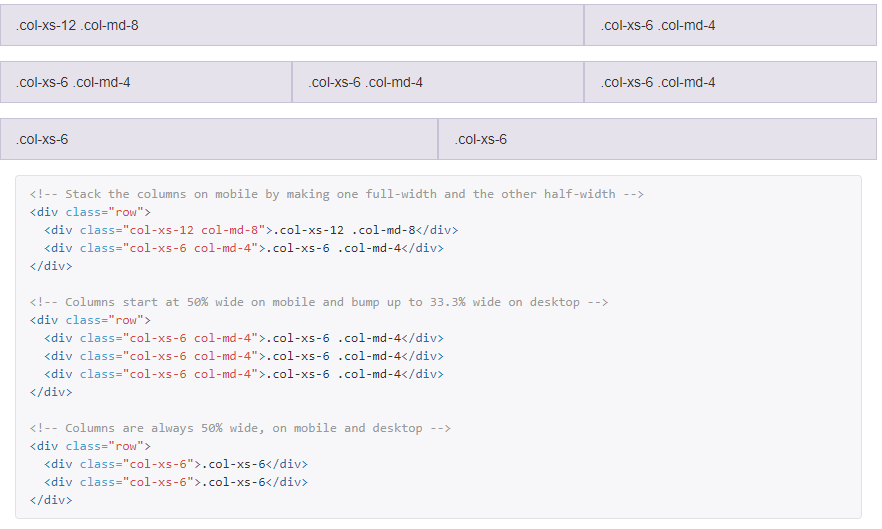 .col-xs-12 .col-md-8 .col-xs-6 .col-md-4
.col-xs-6 .col-md-4 .col-xs-6 .col-md-4 .col-xs-6 .col-md-4
.col-xs-6 .col-xs-6
<!-- Stack the columns on mobile by making one full-width and the other half-width -->
<div class="row">
  <div class="col-xs-12 col-md-8">.col-xs-12 .col-md-8</div>
  <div class="col-xs-6 col-md-4">.col-xs-6 .col-md-4</div>
</div>
<!-- Columns start at 50% wide on mobile and bump up to 33.3% wide on desktop -->
<div class="row">
  <div class="col-xs-6 col-md-4">.col-xs-6 .col-md-4</div>
  <div class="col-xs-6 col-md-4">.col-xs-6 .col-md-4</div>
  <div class="col-xs-6 col-md-4">.col-xs-6 .col-md-4</div>
</div>
<!-- Columns are always 50% wide, on mobile and desktop -->
<div class="row">
  <div class="col-xs-6">.col-xs-6</div>
  <div class="col-xs-6">.col-xs-6</div>
</div>